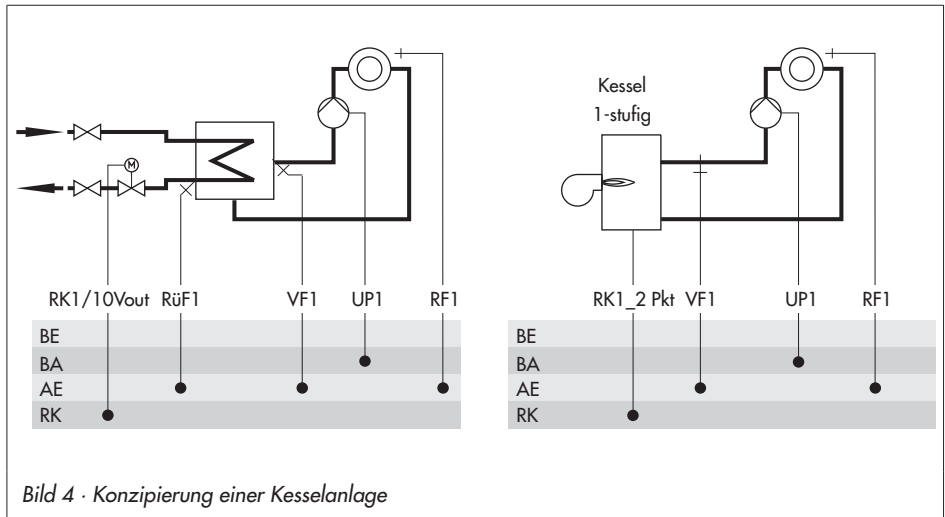 Kessel
1-stufig
M
RK1/10Vout RüF1 VF1 UP1 RF1
RK1_2 Pkt VF1 UP1 RF1
BE
BA
AE
RK
BE
BA
AE
RK
Bild 4 · Konzipierung einer Kesselanlage